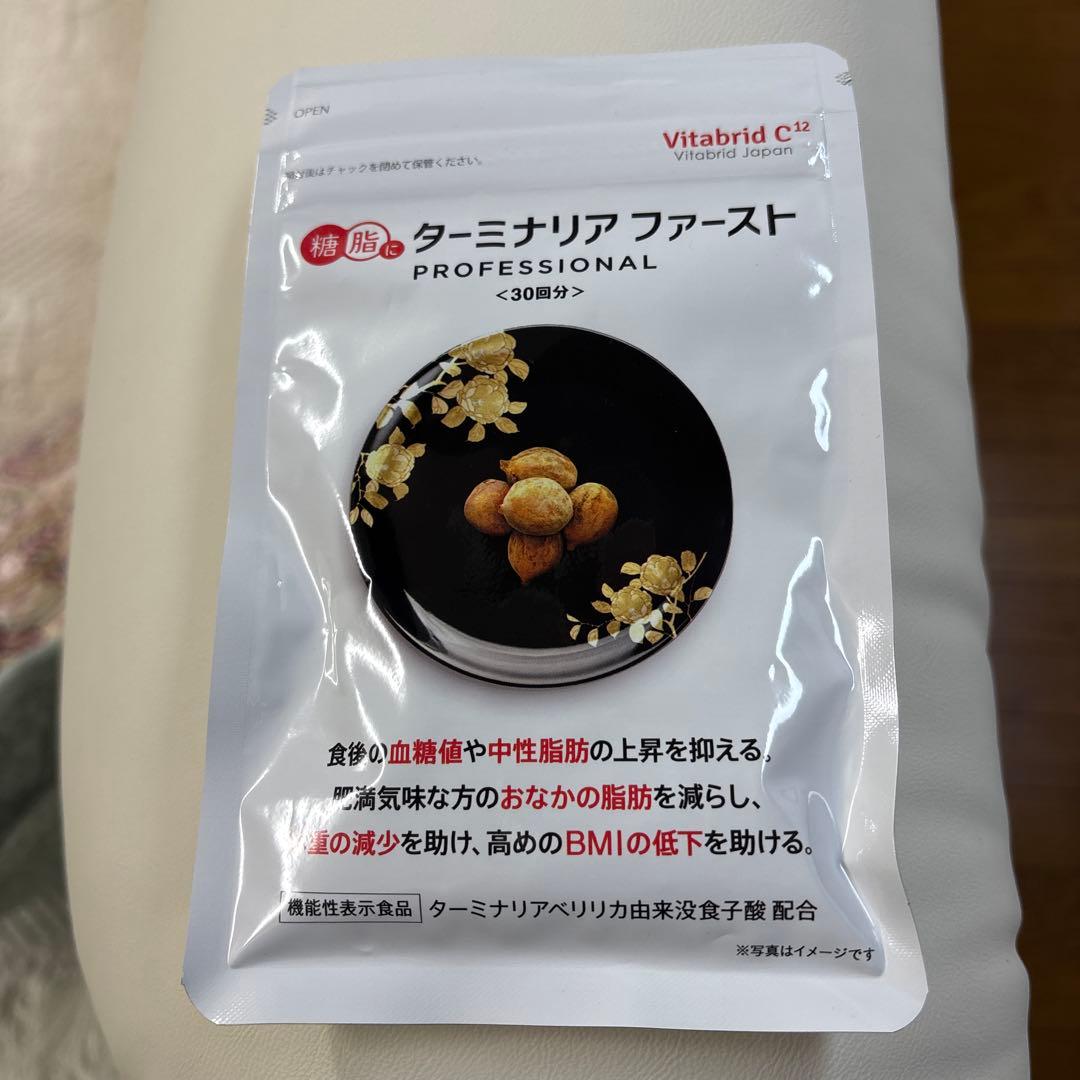 OPEN
Vitabrid C¹²
Vitabrid Japan
後はチャックを閉めて保管ください。
糖 脂 に ターミナリア ファースト
PROFESSIONAL
＜30回分＞
食後の血糖値や中性脂肪の上昇を抑える。
肥満気味な方のおなかの脂肪を減らし、
重の減少を助け、高めのBMIの低下を助ける。
機能性表示食品 ターミナリアベリリカ由来没食子酸 配合
※写真はイメージです